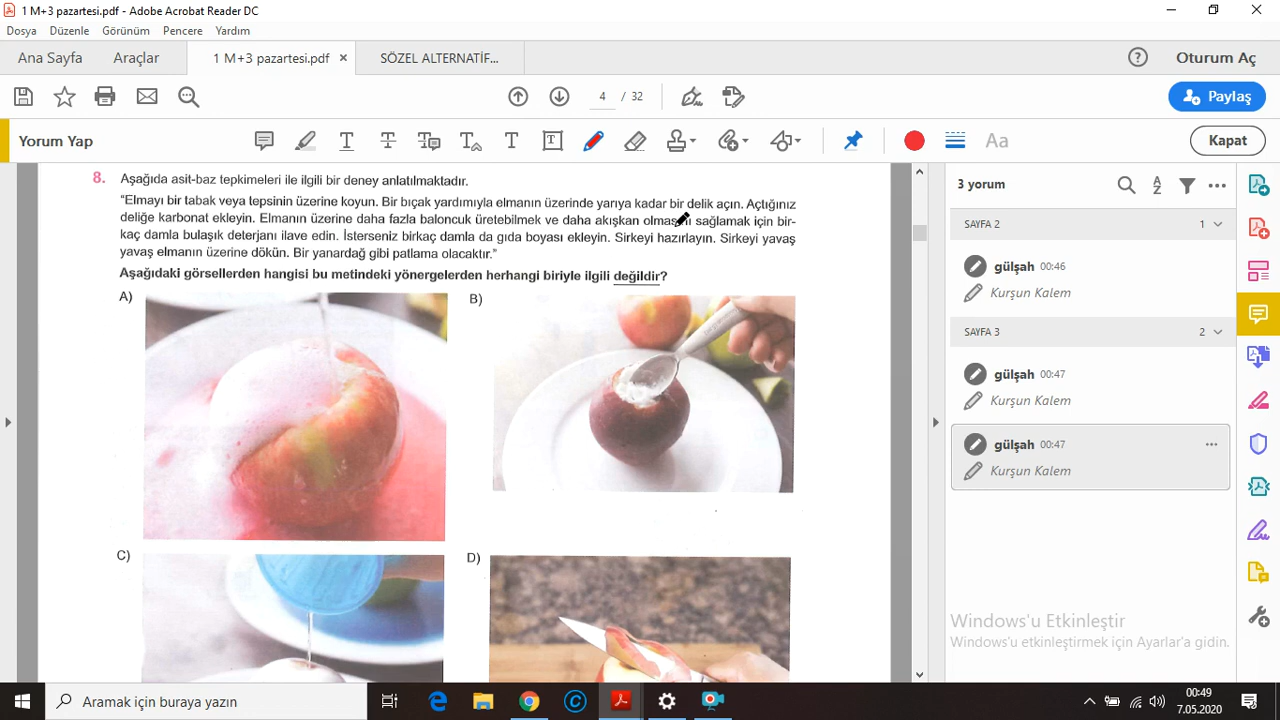 1 M+3 pazartesi.pdf - Adobe Acrobat Reader DC
Dosya Düzenle Görünüm Pencere Yardım
Ana Sayfa Araçlar 1 M+3 pazartesi.pdf × SÖZEL ALTERNATİF... ? Oturum Aç
4 / 32 Paylaş
Yorum Yap T T T T T T Aa Kapat
8. Aşağıda asit-baz tepkimeleri ile ilgili bir deney anlatılmaktadır.
“Elmayı bir tabak veya tepsinin üzerine koyun. Bir bıçak yardımıyla elmanın üzerinde yarıya kadar bir delik açın. Açtığınız
deliğe karbonat ekleyin. Elmanın üzerine daha fazla baloncuk üretebilmek ve daha akışkan olmasını sağlamak için bir-
kaç damla bulaşık deterjanı ilave edin. İsterseniz birkaç damla da gıda boyası ekleyin. Sirkeyi hazırlayın. Sirkeyi yavaş
yavaş elmanın üzerine dökün. Bir yanardağ gibi patlama olacaktır.”
Aşağıdaki görsellerden hangisi bu metindeki yönergelerden herhangi biriyle ilgili değildir?
A)
B)
C)
D)
3 yorum
SAYFA 2 1
gülşah 00:46
Kurşun Kalem
SAYFA 3 2
gülşah 00:47
Kurşun Kalem
gülşah 00:47
Kurşun Kalem
Windows'u Etkinleştir
Windows'u etkinleştirmek için Ayarlar'a gidin.
Aramak için buraya yazın
00:49
7.05.2020